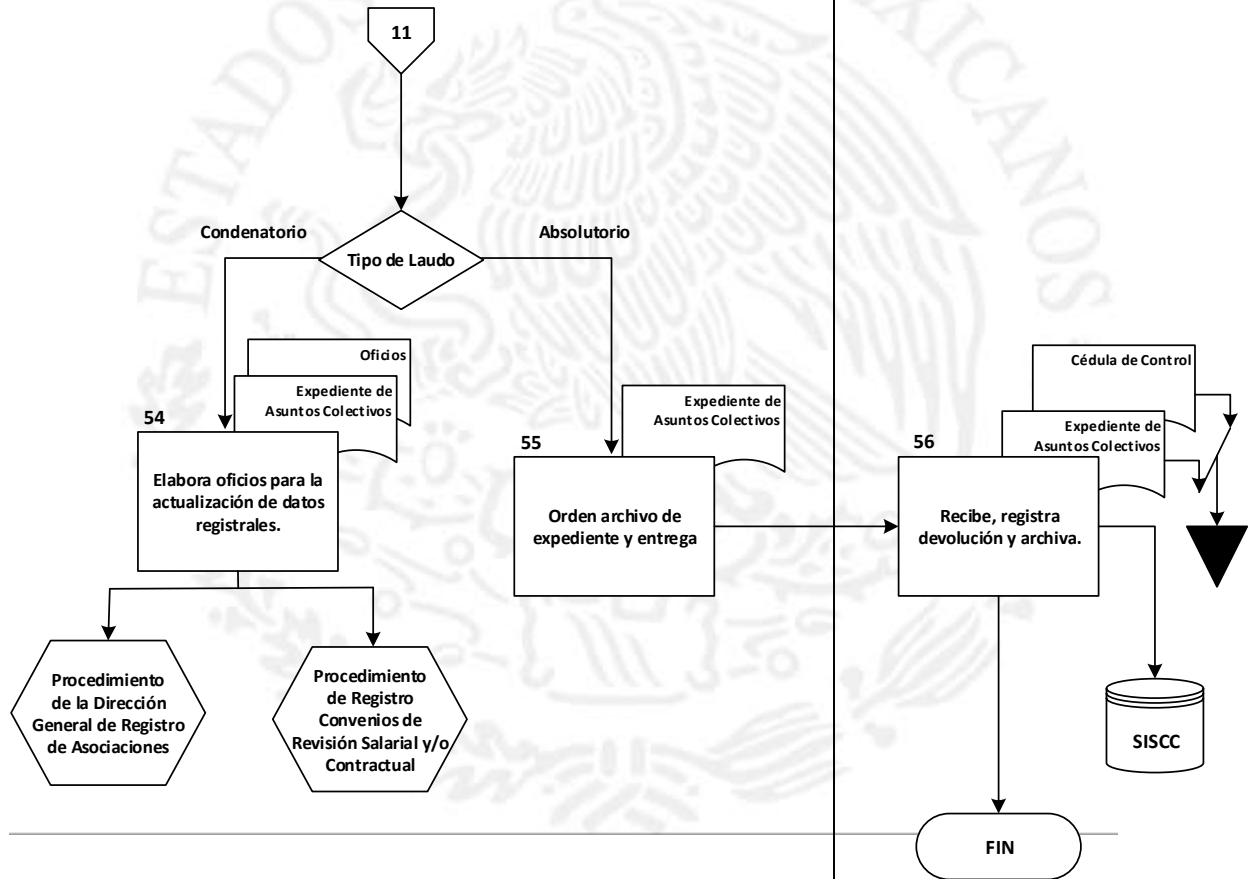 ESTADOS
MEXICANOS
11
Condenatorio
Absolutorio
Tipo de Laudo
Oficios
Expediente de
Asuntos Colectivos
54
Elabora oficios para la
actualización de datos
registrales.
Expediente de
Asuntos Colectivos
55
Orden archivo de
expediente y entrega
Cédula de Control
Expediente de
Asuntos Colectivos
56
Recibe, registra
devolución y archiva.
Procedimiento
de la Dirección
General de Registro
de Asociaciones
Procedimiento
de Registro
Convenios de
Revisión Salarial y/o
Contractual
SISCC
FIN